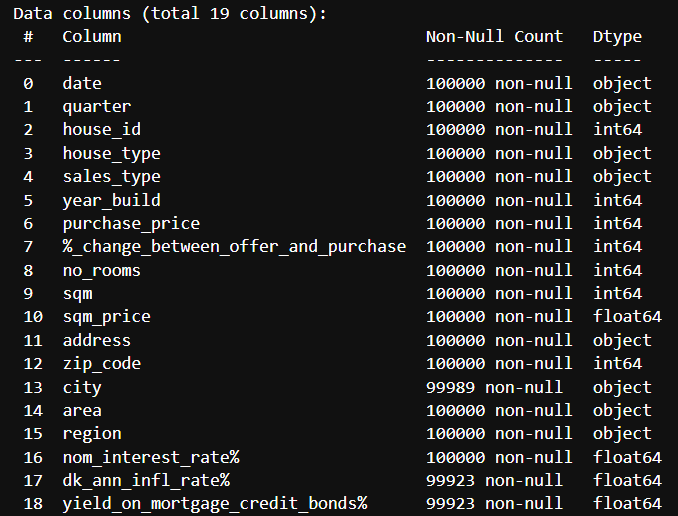 Data columns (total 19 columns):
 #   Column                              Non-Null Count   Dtype
---  ------                              --------------   -----
 0   date                                100000 non-null  object
 1   quarter                             100000 non-null  object
 2   house_id                            100000 non-null  int64
 3   house_type                          100000 non-null  object
 4   sales_type                          100000 non-null  object
 5   year_build                          100000 non-null  int64
 6   purchase_price                      100000 non-null  int64
 7   %_change_between_offer_and_purchase  100000 non-null  int64
 8   no_rooms                            100000 non-null  int64
 9   sqm                                 100000 non-null  int64
 10  sqm_price                           100000 non-null  float64
 11  address                             100000 non-null  object
 12  zip_code                            100000 non-null  int64
 13  city                                99989 non-null   object
 14  area                                100000 non-null  object
 15  region                              100000 non-null  object
 16  nom_interest_rate%                  100000 non-null  float64
 17  dk_ann_infl_rate%                   99923 non-null   float64
 18  yield_on_mortgage_credit_bonds%     99923 non-null   float64